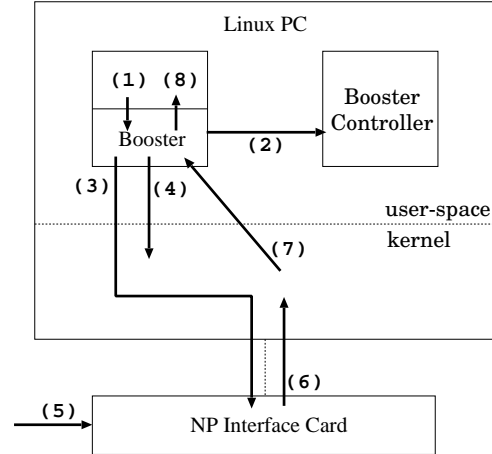 Linux PC
(1) (8)
Booster
Booster
Controller
(2)
(3)
(4)
user-space
kernel
(7)
(6)
(5)
NP Interface Card